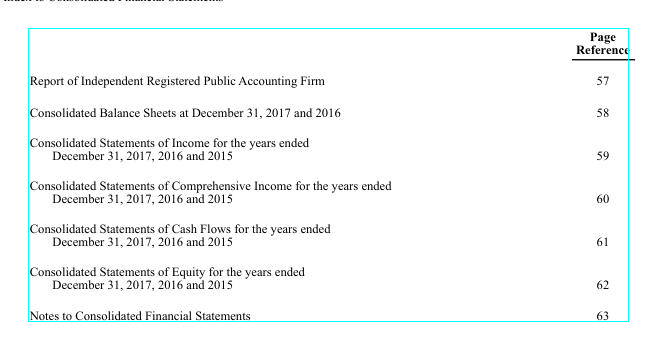 Page
Reference
Report of Independent Registered Public Accounting Firm 57
Consolidated Balance Sheets at December 31, 2017 and 2016 58
Consolidated Statements of Income for the years ended
December 31, 2017, 2016 and 2015 59
Consolidated Statements of Comprehensive Income for the years ended
December 31, 2017, 2016 and 2015 60
Consolidated Statements of Cash Flows for the years ended
December 31, 2017, 2016 and 2015 61
Consolidated Statements of Equity for the years ended
December 31, 2017, 2016 and 2015 62
Notes to Consolidated Financial Statements 63